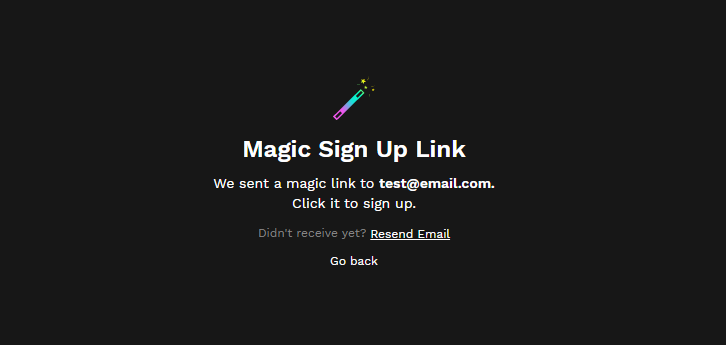 Magic Sign Up Link
We sent a magic link to test@email.com.
Click it to sign up.
Didn't receive yet? Resend Email
Go back